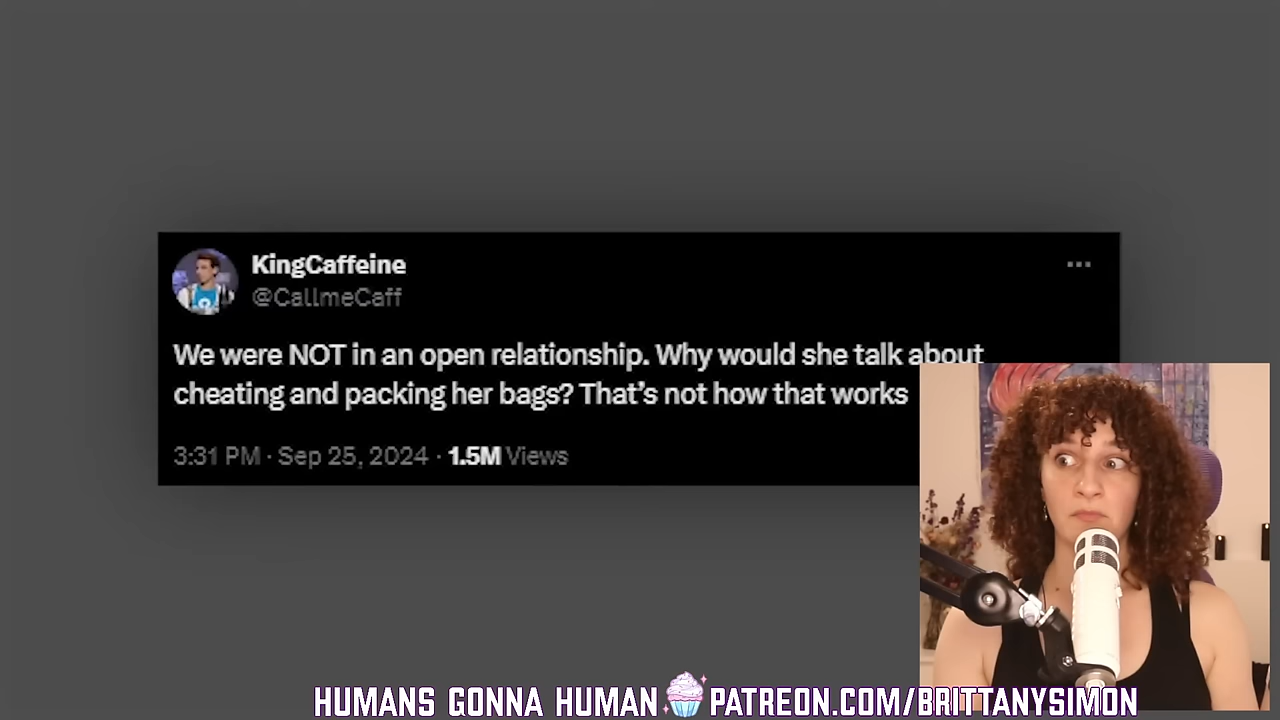 KingCaffeine
@CallmeCaff
We were NOT in an open relationship. Why would she talk about
cheating and packing her bags? That’s not how that works
3:31 PM · Sep 25, 2024 · 1.5M Views
HUMANS GONNA HUMAN PATREON.COM/BRITTANYSIMON